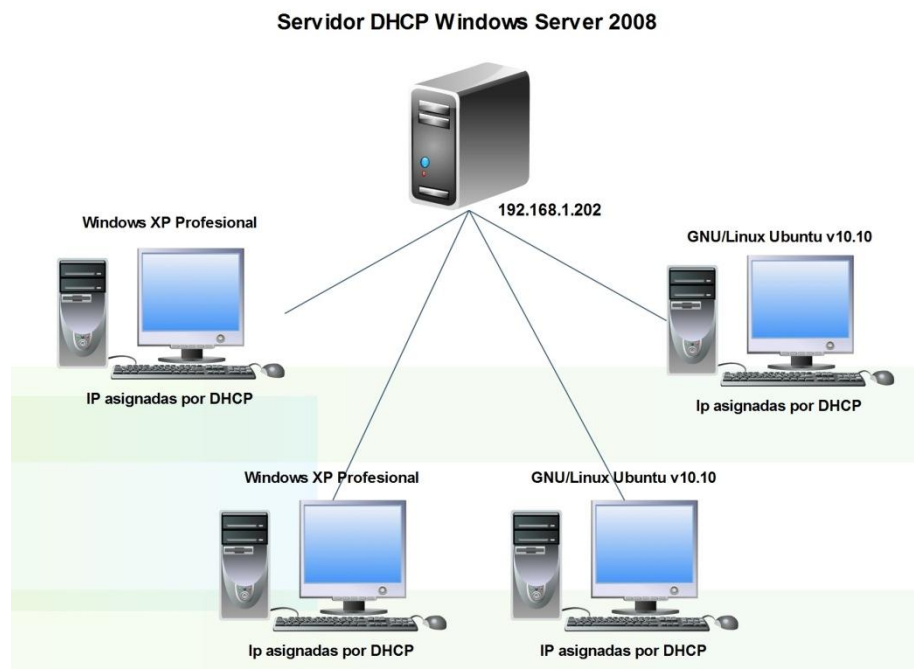 Servidor DHCP Windows Server 2008
192.168.1.202
Windows XP Profesional
GNU/Linux Ubuntu v10.10
IP asignadas por DHCP
Ip asignadas por DHCP
Windows XP Profesional
GNU/Linux Ubuntu v10.10
Ip asignadas por DHCP
IP asignadas por DHCP